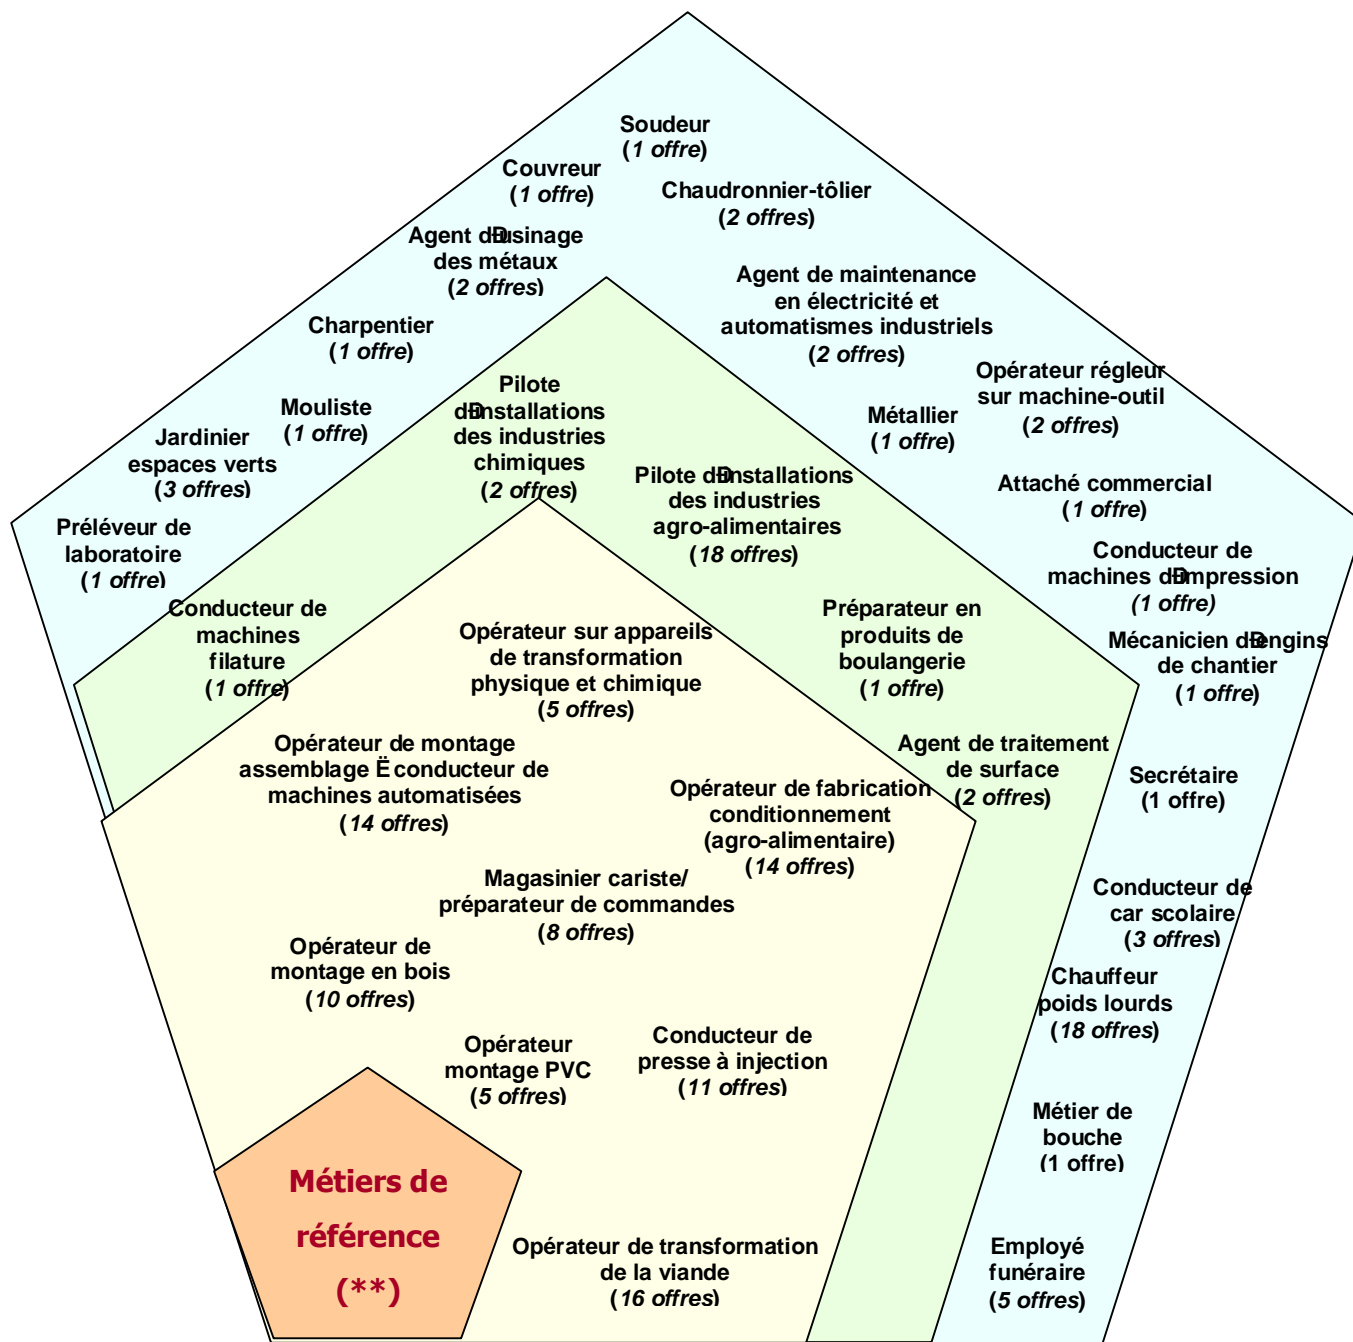 Soudeur
(1 offre)
Couvreur
(1 offre)
Chaudronnier-tôlier
(2 offres)
Agent dÐusinage
des métaux
(2 offres)
Agent de maintenance
en électricité et
automatismes industriels
(2 offres)
Charpentier
(1 offre)
Opérateur régleur
sur machine-outil
(2 offres)
Pilote
dÐinstallations
des industries
chimiques
(2 offres)
Mouliste
(1 offre)
Métallier
(1 offre)
Jardinier
espaces verts
(3 offres)
Pilote dÐinstallations
des industries
agro-alimentaires
(18 offres)
Attaché commercial
(1 offre)
Préléveur de
laboratoire
(1 offre)
Conducteur de
machines dÐimpression
(1 offre)
Conducteur de
machines
filature
(1 offre)
Opérateur sur appareils
de transformation
physique et chimique
(5 offres)
Préparateur en
produits de
boulangerie
(1 offre)
Mécanicien dÐengins
de chantier
(1 offre)
Opérateur de montage
assemblage Ë conducteur de
machines automatisées
(14 offres)
Agent de traitement
de surface
(2 offres)
Secrétaire
(1 offre)
Opérateur de fabrication
conditionnement
(agro-alimentaire)
(14 offres)
Magasinier cariste/
préparateur de commandes
(8 offres)
Conducteur de
car scolaire
(3 offres)
Opérateur de
montage en bois
(10 offres)
Chauffeur
poids lourds
(18 offres)
Opérateur
montage PVC
(5 offres)
Conducteur de
presse à injection
(11 offres)
Métier de
bouche
(1 offre)
Métiers de
référence
(**)
Opérateur de transformation
de la viande
(16 offres)
Employé
funéraire
(5 offres)